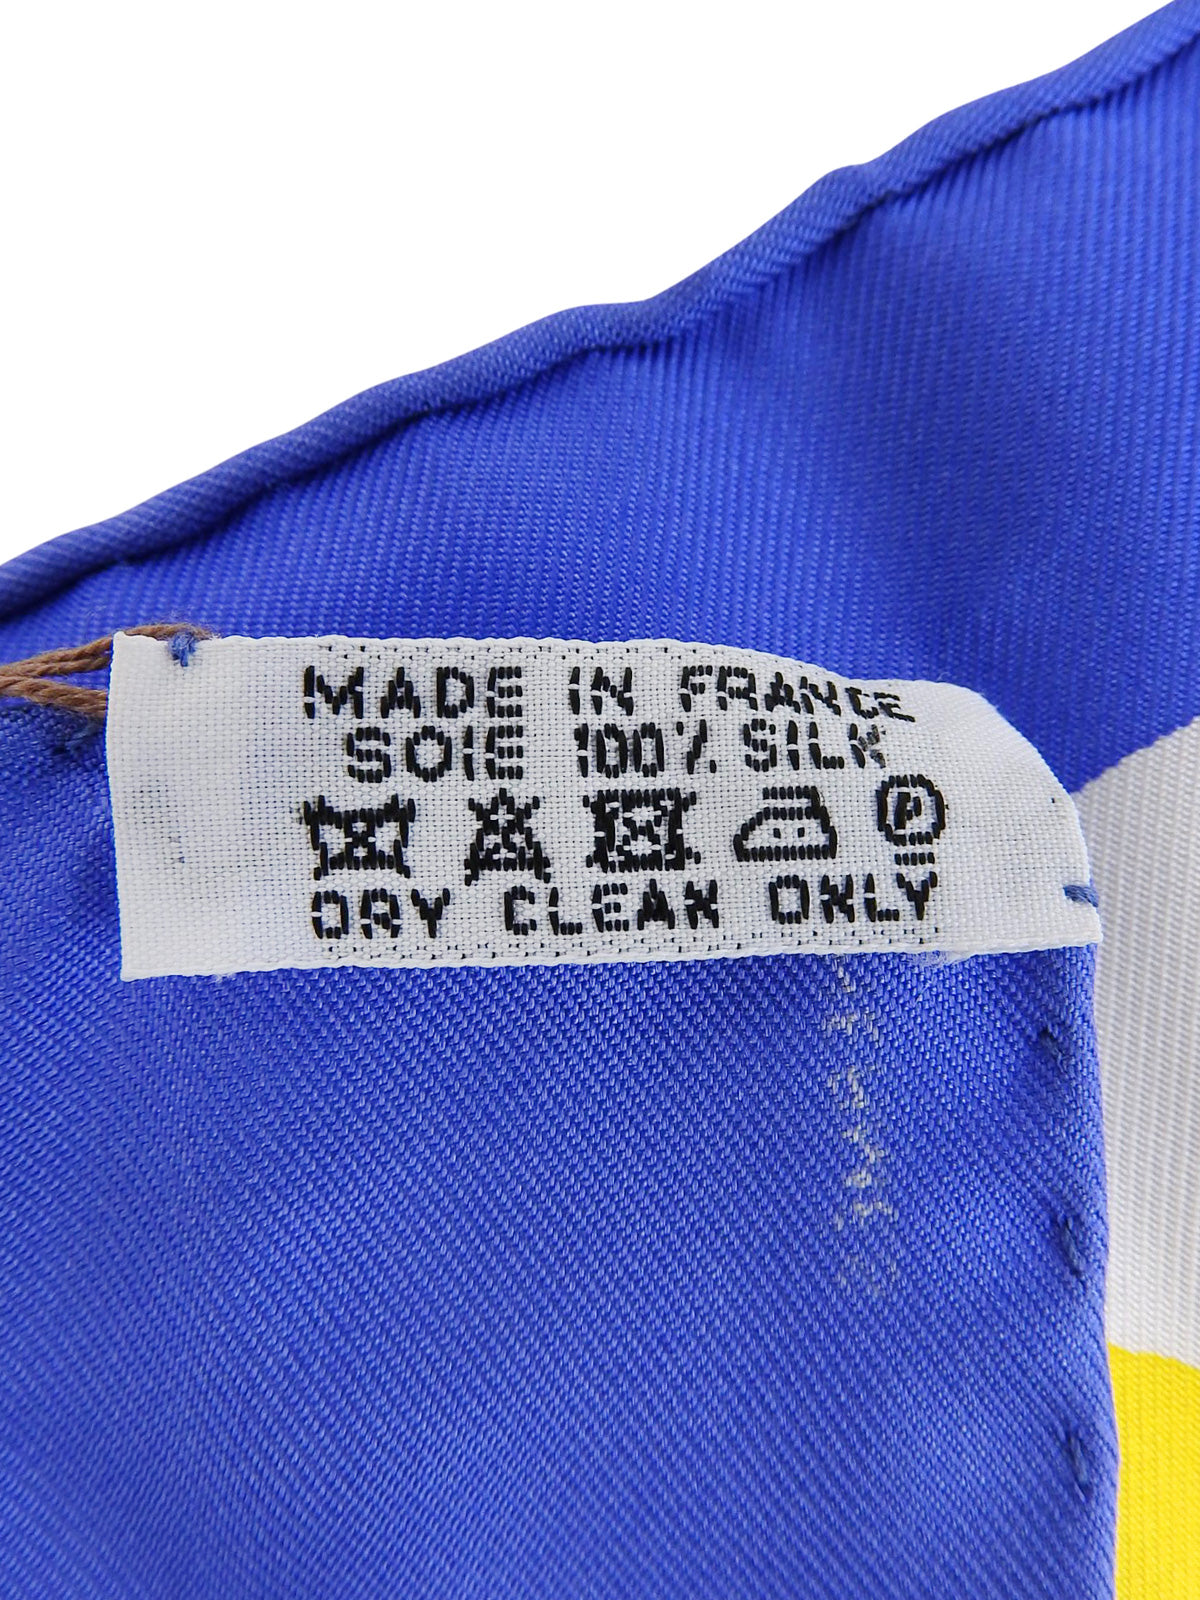 MADE IN FRANCE
SOIE 100% SILK
P
DRY CLEAN ONLY